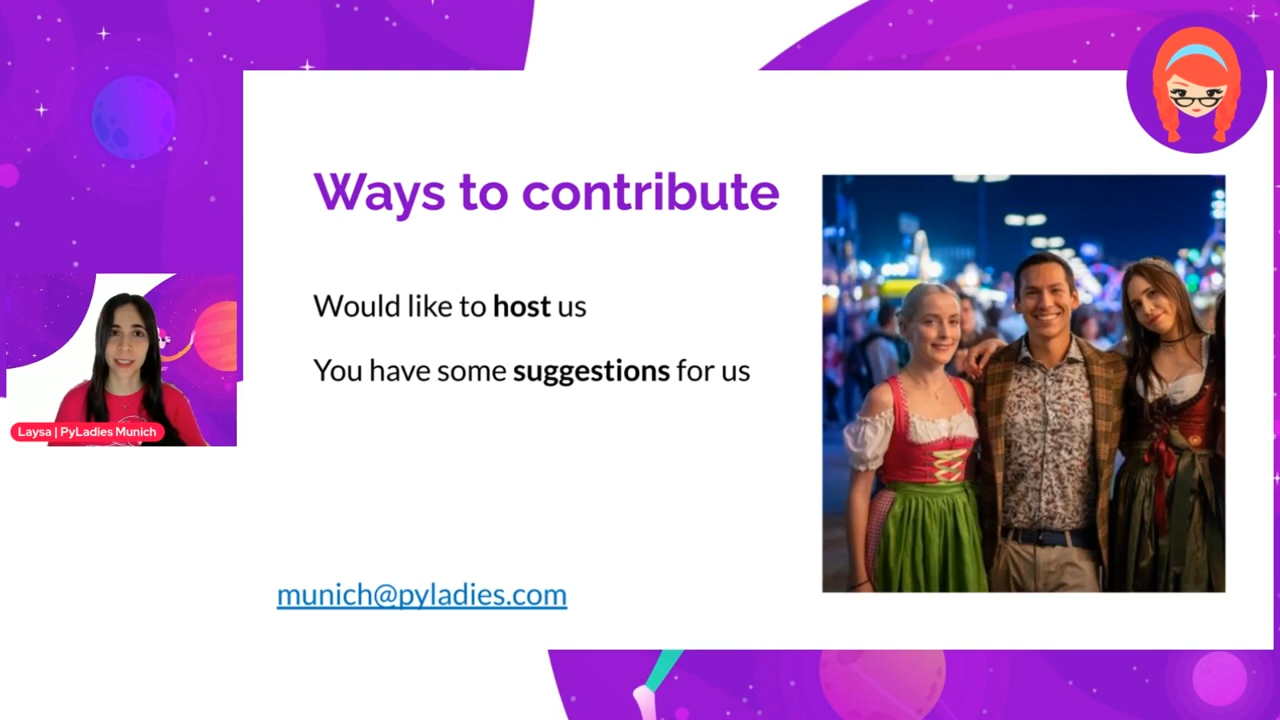 Ways to contribute
Would like to host us
You have some suggestions for us
Laysa | PyLadies Munich
munich@pyladies.com